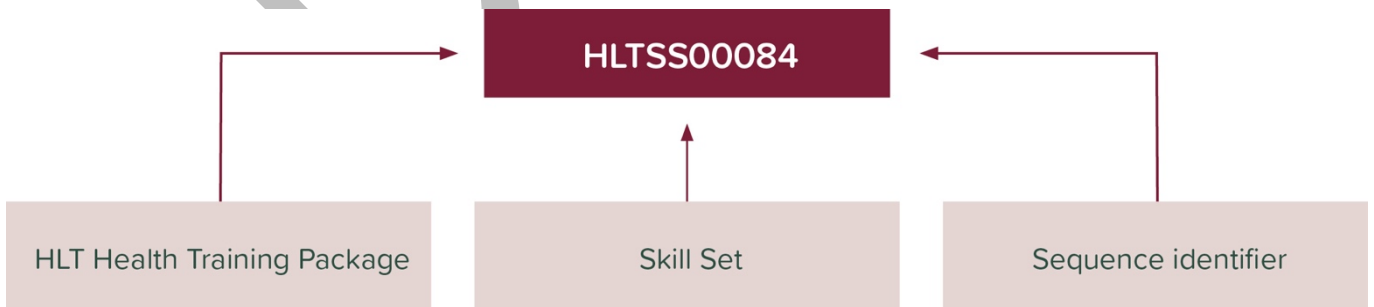 HLTSS00084
HLT Health Training Package
Skill Set
Sequence identifier